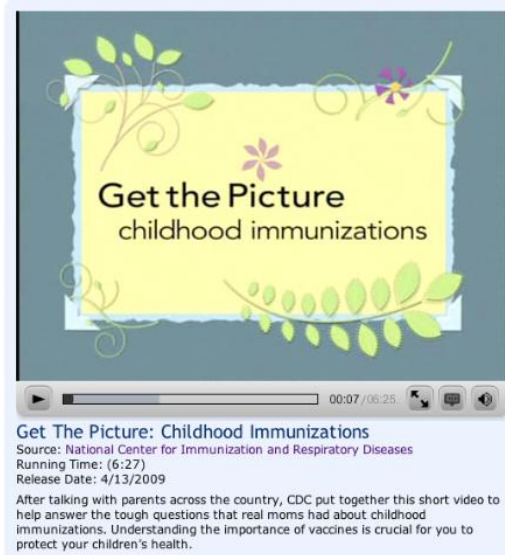 Get the Picture
childhood immunizations
00:07/06:25
Get The Picture: Childhood Immunizations
Source: National Center for Immunization and Respiratory Diseases
Running Time: (6:27)
Release Date: 4/13/2009
After talking with parents across the country, CDC put together this short video to
help answer the tough questions that real moms had about childhood
immunizations. Understanding the importance of vaccines is crucial for you to
protect your children's health.